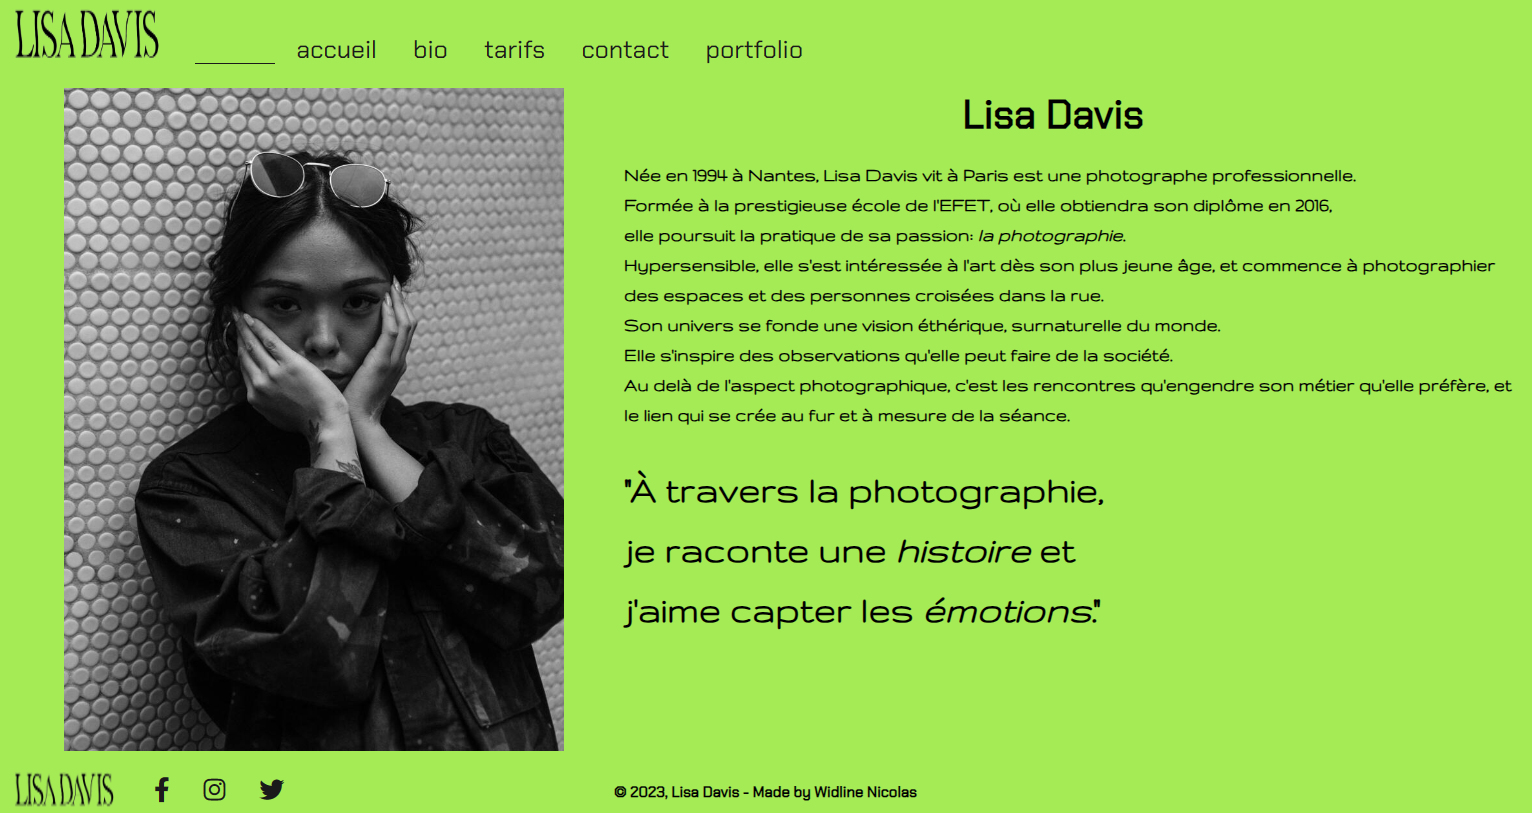 LISA DAVIS
accueil bio tarifs contact portfolio
Lisa Davis
Née en 1994 à Nantes, Lisa Davis vit à Paris est une photographe professionnelle.
Formée à la prestigieuse école de l'EFET, où elle obtiendra son diplôme en 2016,
elle poursuit la pratique de sa passion: la photographie.
Hypersensible, elle s'est intéressée à l'art dès son plus jeune âge, et commence à photographier
des espaces et des personnes croisées dans la rue.
Son univers se fonde une vision éthérique, surnaturelle du monde.
Elle s'inspire des observations qu'elle peut faire de la société.
Au delà de l'aspect photographique, c'est les rencontres qu'engendre son métier qu'elle préfère, et
le lien qui se crée au fur et à mesure de la séance.
"À travers la photographie,
je raconte une histoire et
j'aime capter les émotions."
LISA DAVIS
© 2023, Lisa Davis - Made by Widline Nicolas